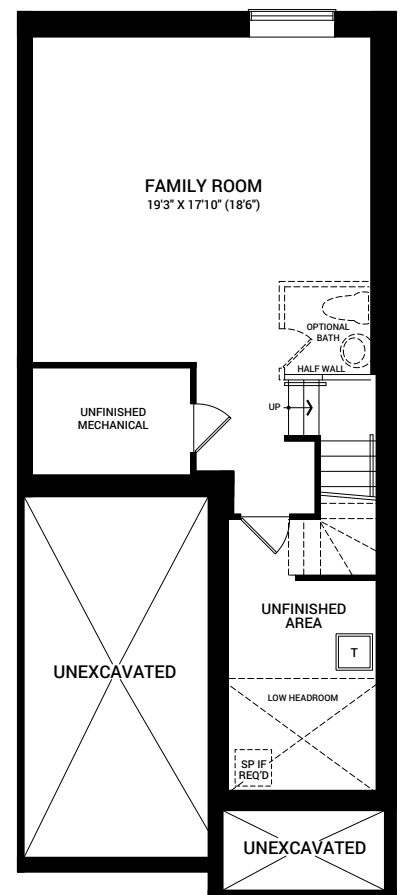 FAMILY ROOM
19'3" X 17'10" (18'6")
OPTIONAL
BATH
HALF WALL
UNFINISHED
MECHANICAL
UP
UNFINISHED
AREA
T
UNEXCAVATED
LOW HEADROOM
SP IF
REQ'D
UNEXCAVATED